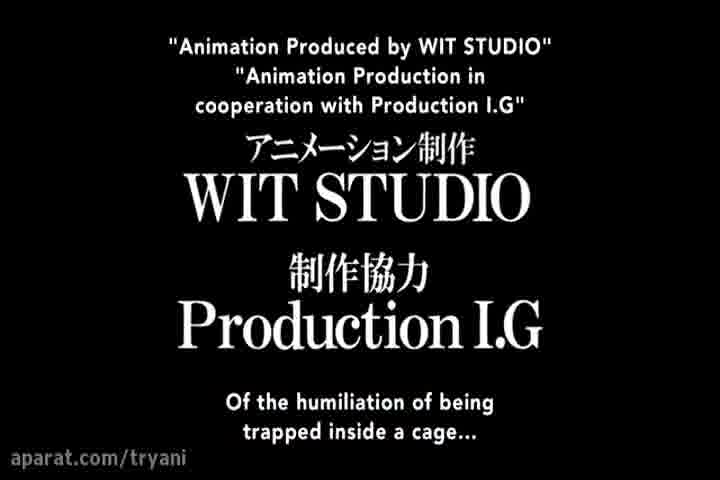 "Animation Produced by WIT STUDIO"
"Animation Production in
cooperation with Production I.G"
アニメーション制作
WIT STUDIO
制作協力
Production I.G
Of the humiliation of being
trapped inside a cage...
aparat.com/tryani